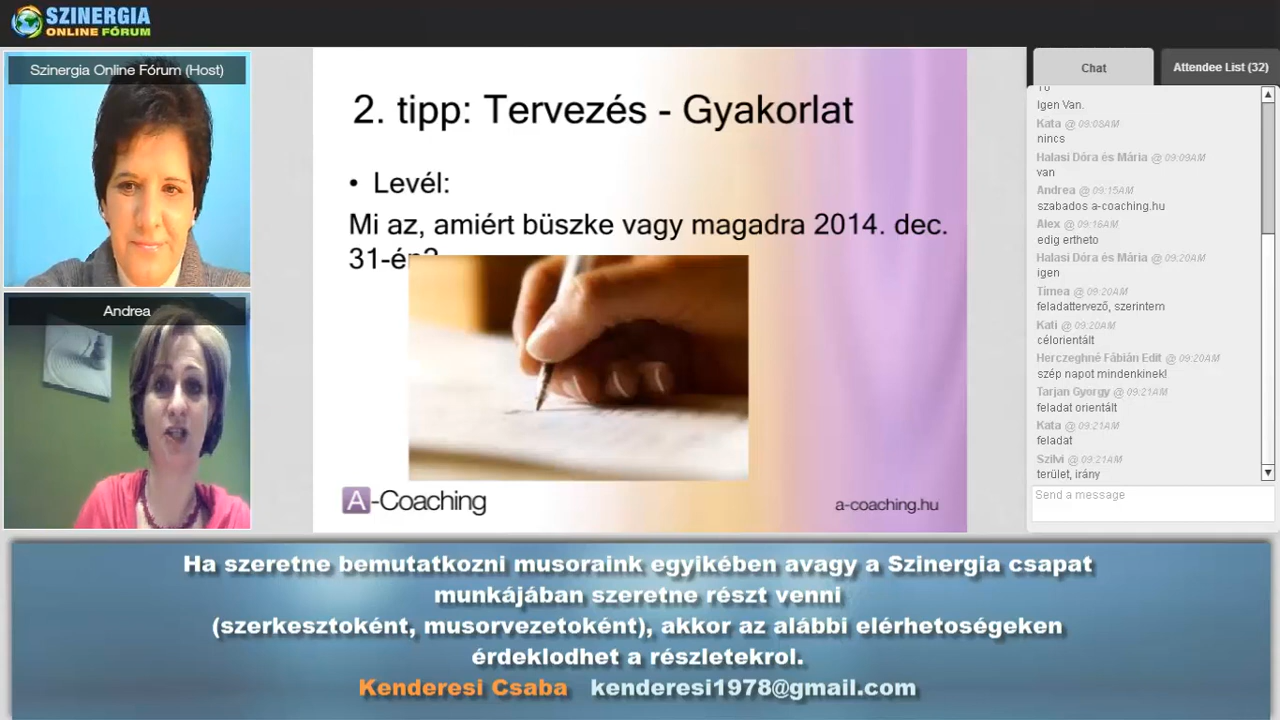 SZINERGIA
ONLINE FÓRUM
Szinergia Online Fórum (Host)
Andrea
2. tipp: Tervezés - Gyakorlat
• Levél:
Mi az, amiért büszke vagy magadra 2014. dec.
31-én?
A-Coaching
a-coaching.hu
Chat
Attendee List (32)
Igen Van.
Kata @ 09:08AM
nincs
Halasi Dóra és Mária @ 09:09AM
van
Andrea @ 09:15AM
szabados a-coaching.hu
Alex @ 09:16AM
edig ertheto
Halasi Dóra és Mária @ 09:20AM
igen
Tímea @ 09:20AM
feladattervező, szerintem
Kati @ 09:20AM
célorientált
Herczeghné Fábián Edit @ 09:20AM
szép napot mindenkinek!
Tarjan Gyorgy @ 09:21AM
feladat orientált
Kata @ 09:21AM
feladat
Szilvi @ 09:21AM
terület, irány
Send a message
Ha szeretne bemutatkozni musoraink egyikében avagy a Szinergia csapat
munkájában szeretne részt venni
(szerkesztoként, musorvezetoként), akkor az alábbi elérhetoségeken
érdeklodhet a részletekrol.
Kenderesi Csaba kenderesi1978@gmail.com